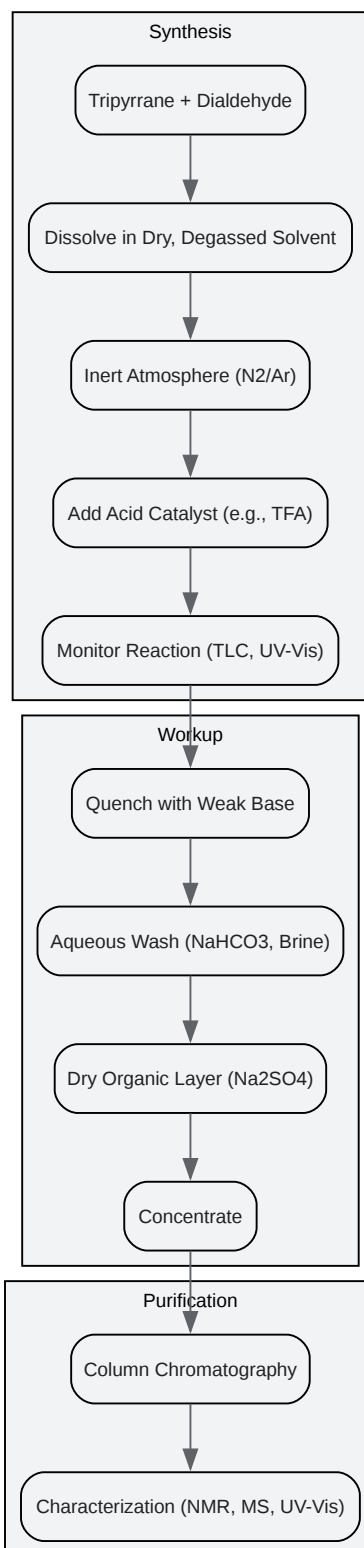 Synthesis
Tripyrrane + Dialdehyde
Dissolve in Dry, Degassed Solvent
Inert Atmosphere (N2/Ar)
Add Acid Catalyst (e.g., TFA)
Monitor Reaction (TLC, UV-Vis)
Workup
Quench with Weak Base
Aqueous Wash (NaHCO3, Brine)
Dry Organic Layer (Na2SO4)
Concentrate
Purification
Column Chromatography
Characterization (NMR, MS, UV-Vis)